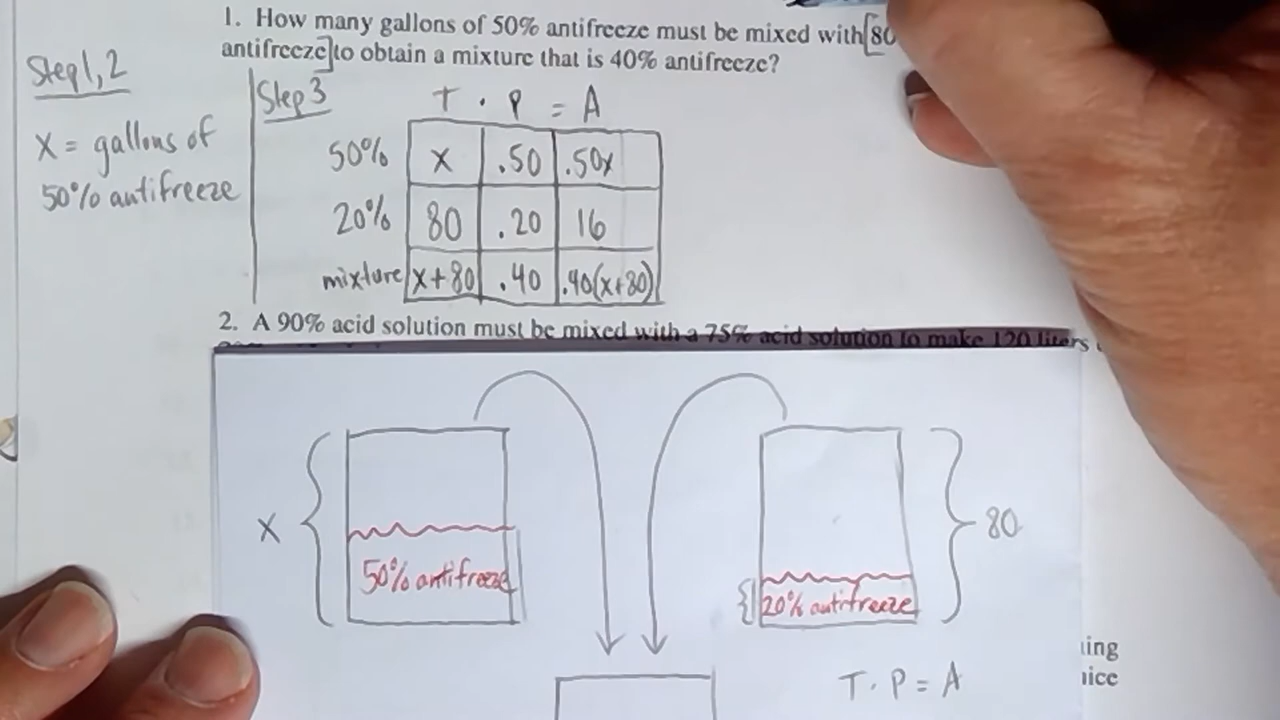 1. How many gallons of 50% antifreeze must be mixed with [80
antifreeze] to obtain a mixture that is 40% antifreeze?
Step 1, 2
X = gallons of
50% antifreeze
Step 3
T · P = A
50% x .50 .50x
20% 80 .20 16
mixture x+80 .40 .40(x+80)
2. A 90% acid solution must be mixed with a 75% acid solution to make 120 liters
X
50% antifreeze
20% antifreeze
80
T · P = A
ing